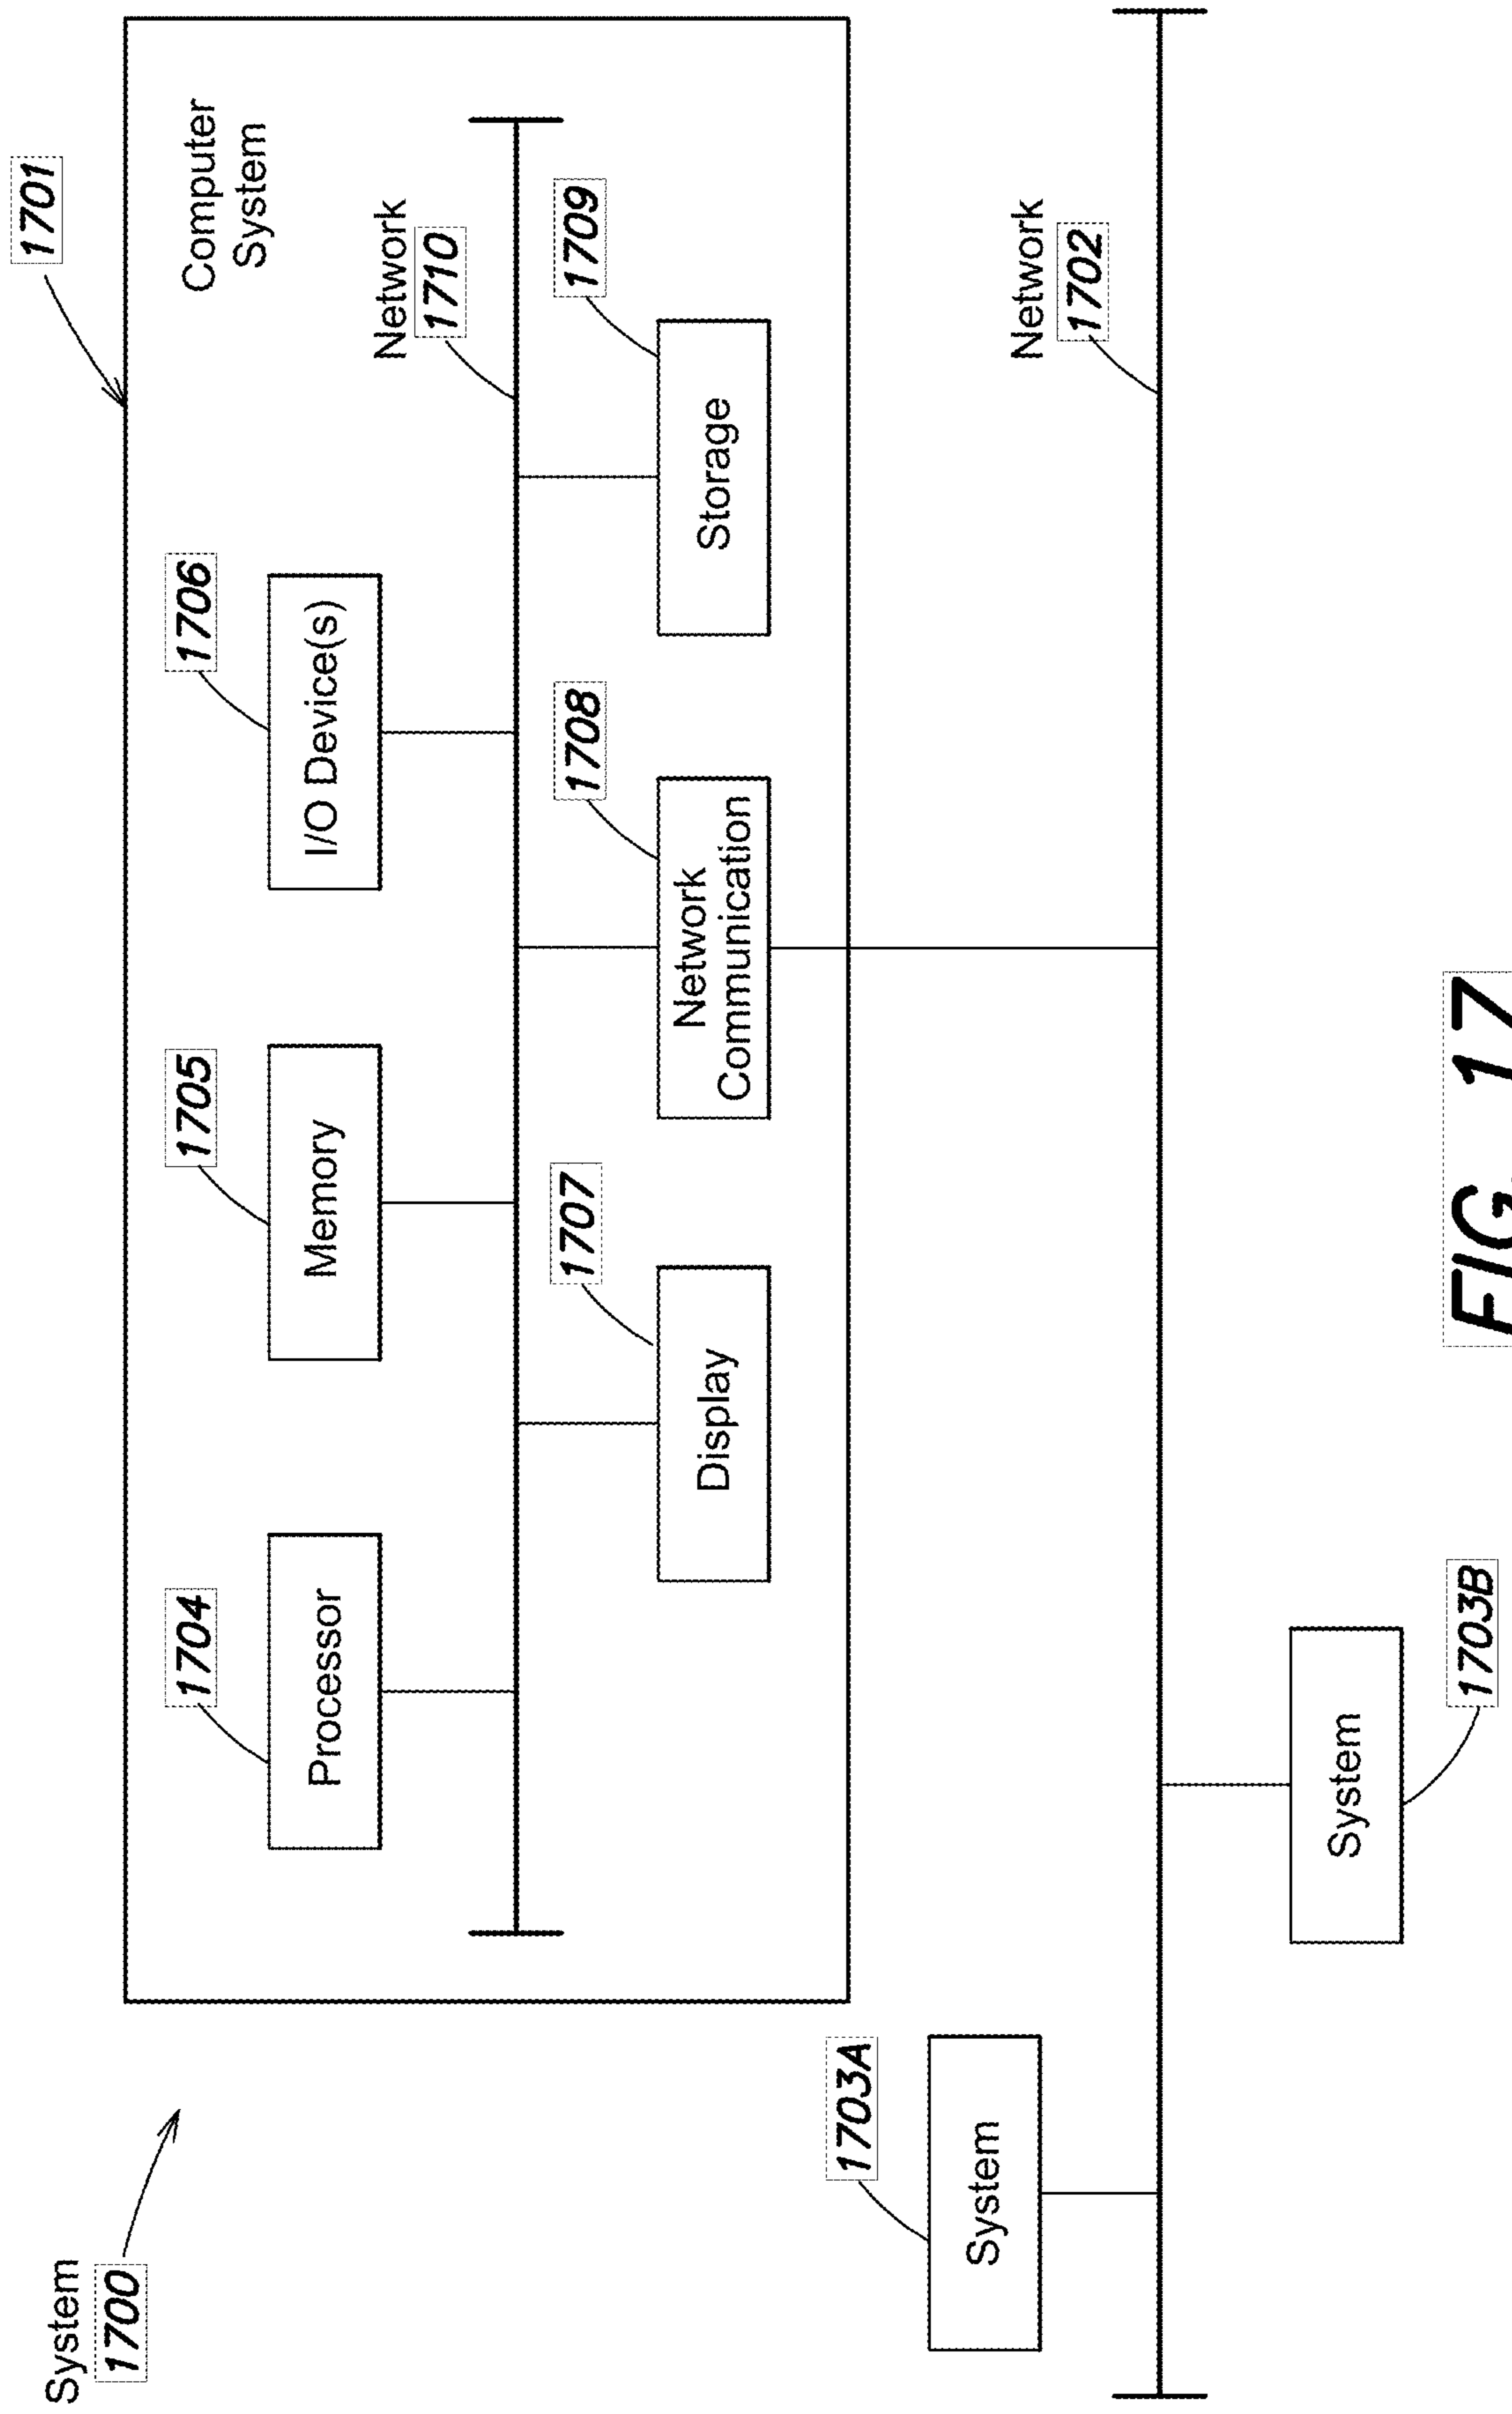 System
1700
1701
Computer
System
1704
Processor
1705
Memory
1706
I/O Device(s)
Network
1710
1707
Display
1708
Network
Communication
1709
Storage
1703A
System
Network
1702
System
1703B
FIG. 17